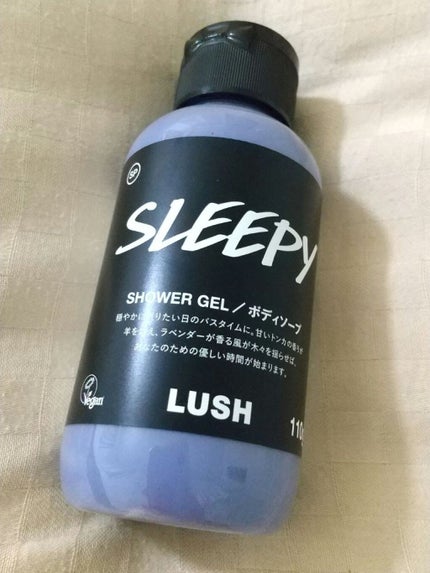 SP
SLEEPY
SHOWER GEL / ボディソープ
穏やかに眠りたい日のバスタイムに。甘いトンカの香りが
羊を、ラベンダーが香る風が木々を揺らせば、
あなたのための優しい時間が始まります。
Vegan
LUSH
110